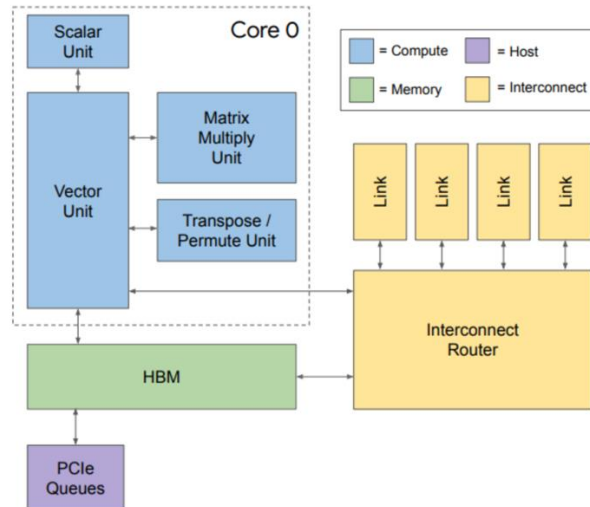 Core 0
Scalar
Unit
Vector
Unit
Matrix
Multiply
Unit
Transpose /
Permute Unit
= Compute
= Host
= Memory
= Interconnect
Link
Link
Link
Link
Interconnect
Router
HBM
PCIe
Queues